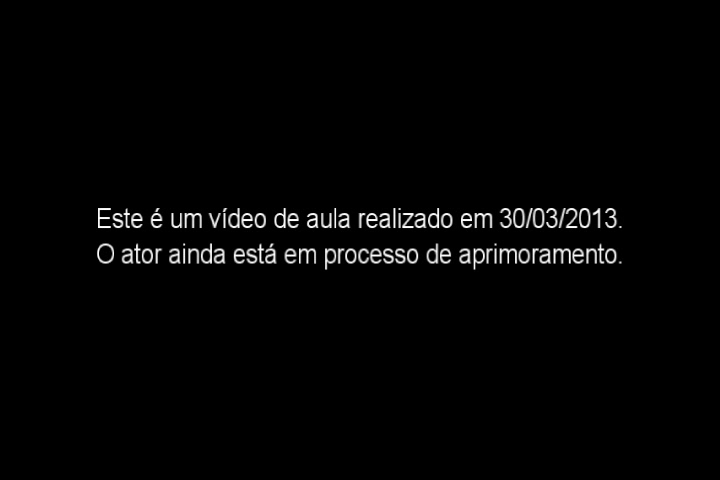 Este é um vídeo de aula realizado em 30/03/2013.
O ator ainda está em processo de aprimoramento.